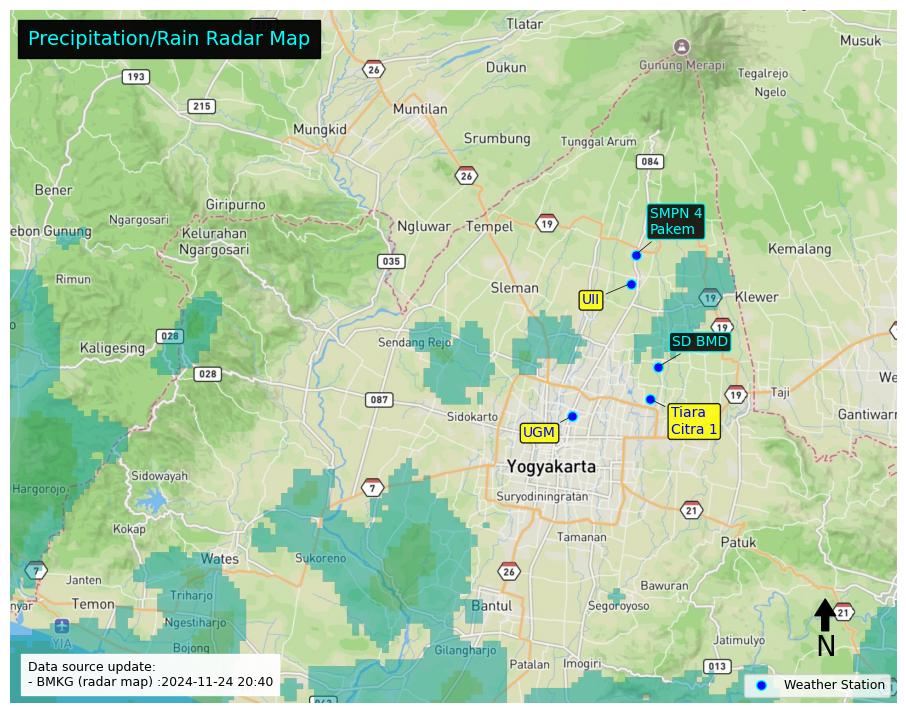 Precipitation/Rain Radar Map
Tlatar
Musuk
26
Gunung Merapi
193
Dukun
Tegalrejo
Ngelo
215
Muntilan
Mungkid
Srumbung
Tunggal Arum
084
26
Bener
Giripurno
Ngargosari
SMPN 4
Pakem
ebon Gunung
Kelurahan
Ngargosari
Ngluwar
Tempel
19
Kemalang
035
Rimun
Sleman
UII
19
Klewer
19
028
Sendang Rejo
SD BMD
Kaligesing
028
087
19
Taji
We
Sidokarto
Tiara
Citra 1
Gantiwarn
UGM
Yogyakarta
Musuk
Sidowayah
Hargorojo
7
Suryodiningratan
21
Kokap
Tamanan
Patuk
Wates
Sukoreno
7
26
Janten
Bawuran
Triharjo
nyar
Temon
Bantul
Segoroyoso
21
Ngestiharjo
YIA
N
Bojong
Gilangharjo
Jatimulyo
Patalan
Imogiri
013
Data source update:
- BMKG (radar map) :2024-11-24 20:40
Weather Station